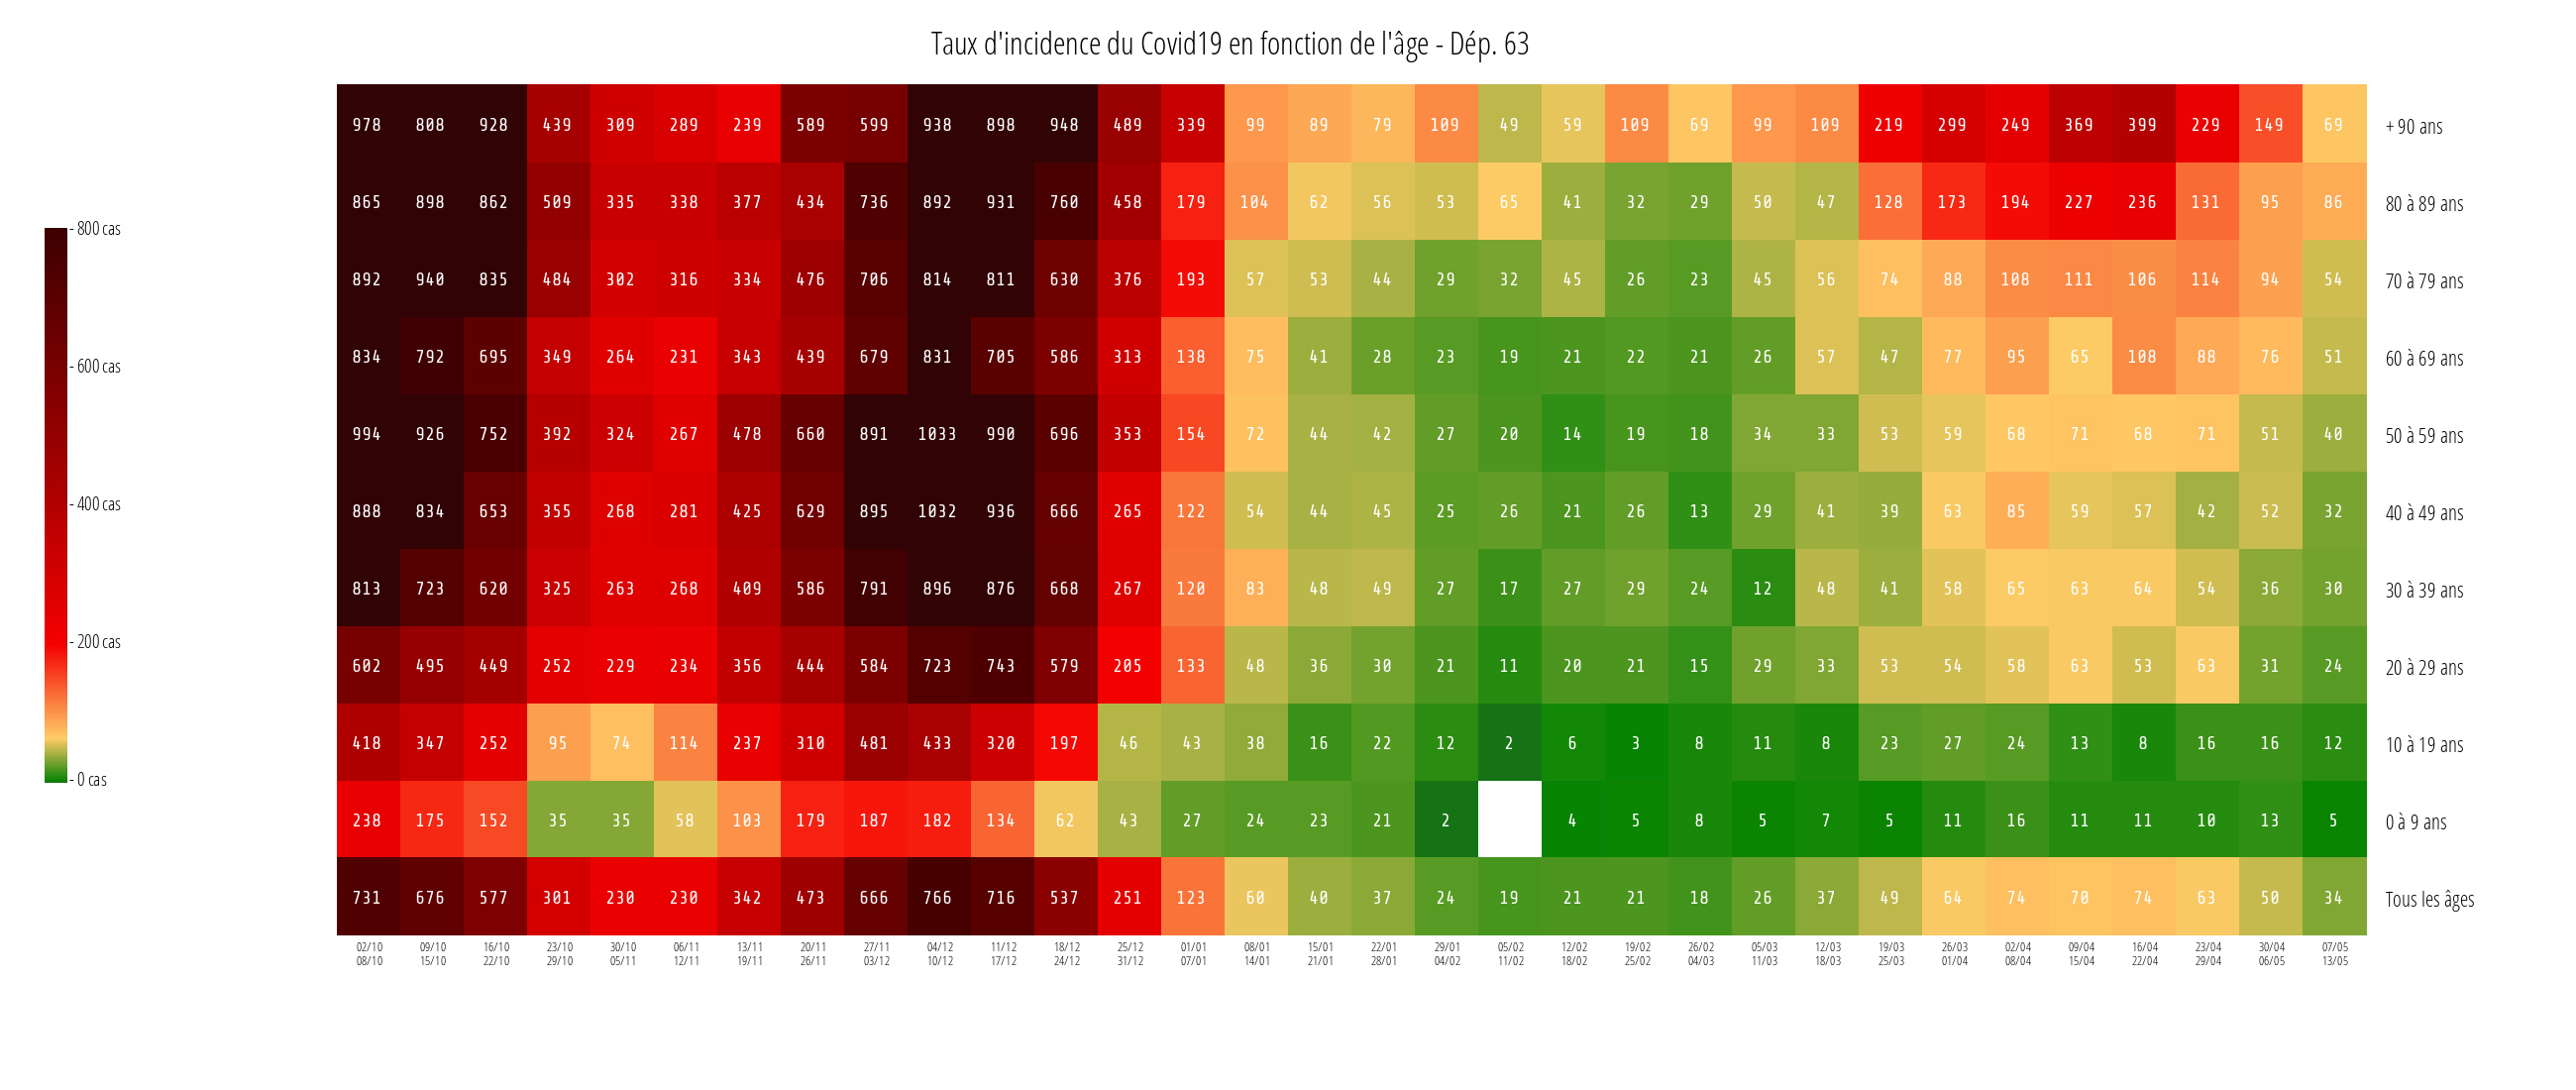 Taux d'incidence du Covid19 en fonction de l'âge - Dép. 63
978 808 928 439 309 289 239 589 599 938 898 948 489 339 99 89 79 109 49 59 109 69 99 109 219 299 249 369 399 229 149 69 + 90 ans
865 898 862 509 335 338 377 434 736 892 931 760 458 179 104 62 56 53 65 41 32 29 50 47 128 173 194 227 236 131 95 86 80 à 89 ans
- 800 cas
892 940 835 484 302 316 334 476 706 814 811 630 376 193 57 53 44 29 32 45 26 23 45 56 74 88 108 111 106 114 94 54 70 à 79 ans
834 792 695 349 264 231 343 439 679 831 705 586 313 138 75 41 28 23 19 21 22 21 26 57 47 77 95 65 108 88 76 51 60 à 69 ans
- 600 cas
994 926 752 392 324 267 478 660 891 1033 990 696 353 154 72 44 42 27 20 14 19 18 34 33 53 59 68 71 68 71 51 40 50 à 59 ans
- 400 cas
888 834 653 355 268 281 425 629 895 1032 936 666 265 122 54 44 45 25 26 21 26 13 29 41 39 63 85 59 57 42 52 32 40 à 49 ans
813 723 620 325 263 268 409 586 791 896 876 668 267 120 83 48 49 27 17 27 29 24 12 48 41 58 65 63 64 54 36 30 30 à 39 ans
- 200 cas
602 495 449 252 229 234 356 444 584 723 743 579 205 133 48 36 30 21 11 20 21 15 29 33 53 54 58 63 53 63 31 24 20 à 29 ans
418 347 252 95 74 114 237 310 481 433 320 197 46 43 38 16 22 12 2 6 3 8 11 8 23 27 24 13 8 16 16 12 10 à 19 ans
- 0 cas
238 175 152 35 35 58 103 179 187 182 134 62 43 27 24 23 21 2 4 5 8 5 7 5 11 16 11 11 10 13 5 0 à 9 ans
731 676 577 301 230 230 342 473 666 766 716 537 251 123 60 40 37 24 19 21 21 18 26 37 49 64 74 70 74 63 50 34 Tous les âges
02/10 09/10 16/10 23/10 30/10 06/11 13/11 20/11 27/11 04/12 11/12 18/12 25/12 01/01 08/01 15/01 22/01 29/01 05/02 12/02 19/02 26/02 05/03 12/03 19/03 26/03 02/04 09/04 16/04 23/04 30/04 07/05
08/10 15/10 22/10 29/10 05/11 12/11 19/11 26/11 03/12 10/12 17/12 24/12 31/12 07/01 14/01 21/01 28/01 04/02 11/02 18/02 25/02 04/03 11/03 18/03 25/03 01/04 08/04 15/04 22/04 29/04 06/05 13/05